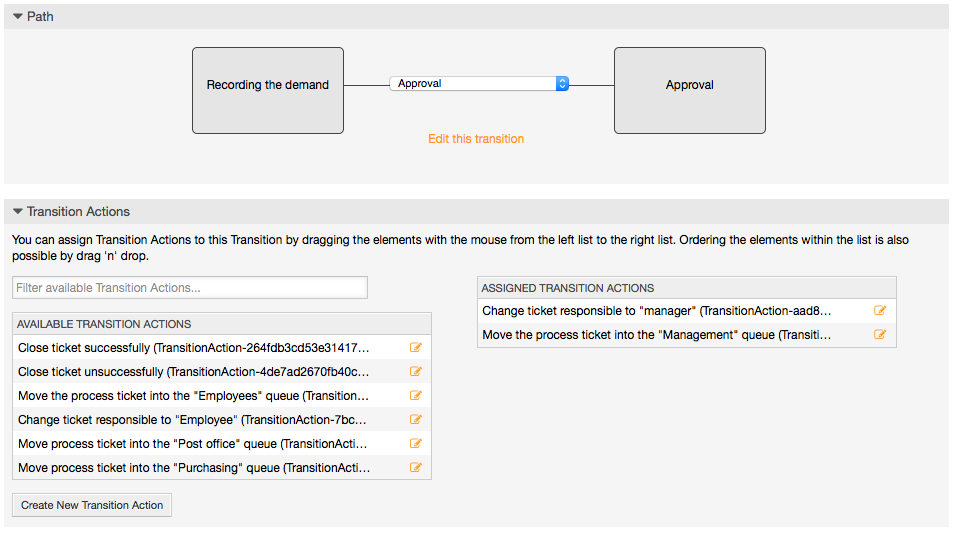 Path
Recording the demand
Approval
Approval
Edit this transition
Transition Actions
You can assign Transition Actions to this Transition by dragging the elements with the mouse from the left list to the right list. Ordering the elements within the list is also
possible by drag 'n' drop.
Filter available Transition Actions...
AVAILABLE TRANSITION ACTIONS
Close ticket successfully (TransitionAction-264fdb3cd53e31417...
Close ticket unsuccessfully (TransitionAction-4de7ad2670fb40c...
Move the process ticket into the "Employees" queue (Transition...
Change ticket responsible to "Employee" (TransitionAction-7bc...
Move process ticket into the "Post office" queue (TransitionActi...
Move process ticket into the "Purchasing" queue (TransitionActi...
Create New Transition Action
ASSIGNED TRANSITION ACTIONS
Change ticket responsible to "manager" (TransitionAction-aad8...
Move the process ticket into the "Management" queue (Transiti...